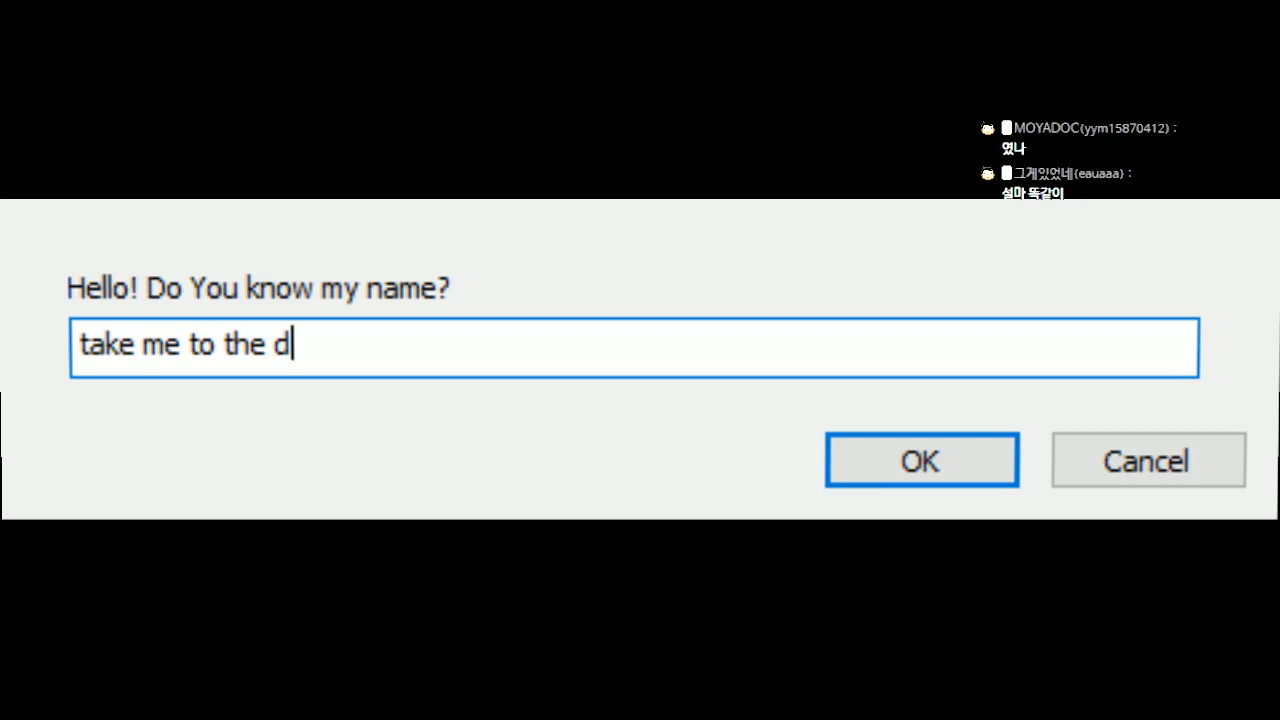 MOYADOC(yym15870412) :
였나
그게있었네(eauaaa) :
설마 똑같이
Hello! Do You know my name?
take me to the d
OK
Cancel